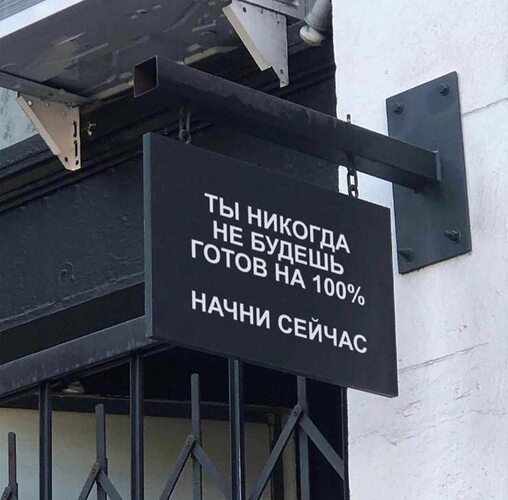 ТЫ НИКОГДА
НЕ БУДЕШЬ
ГОТОВ НА 100%
НАЧНИ СЕЙЧАС